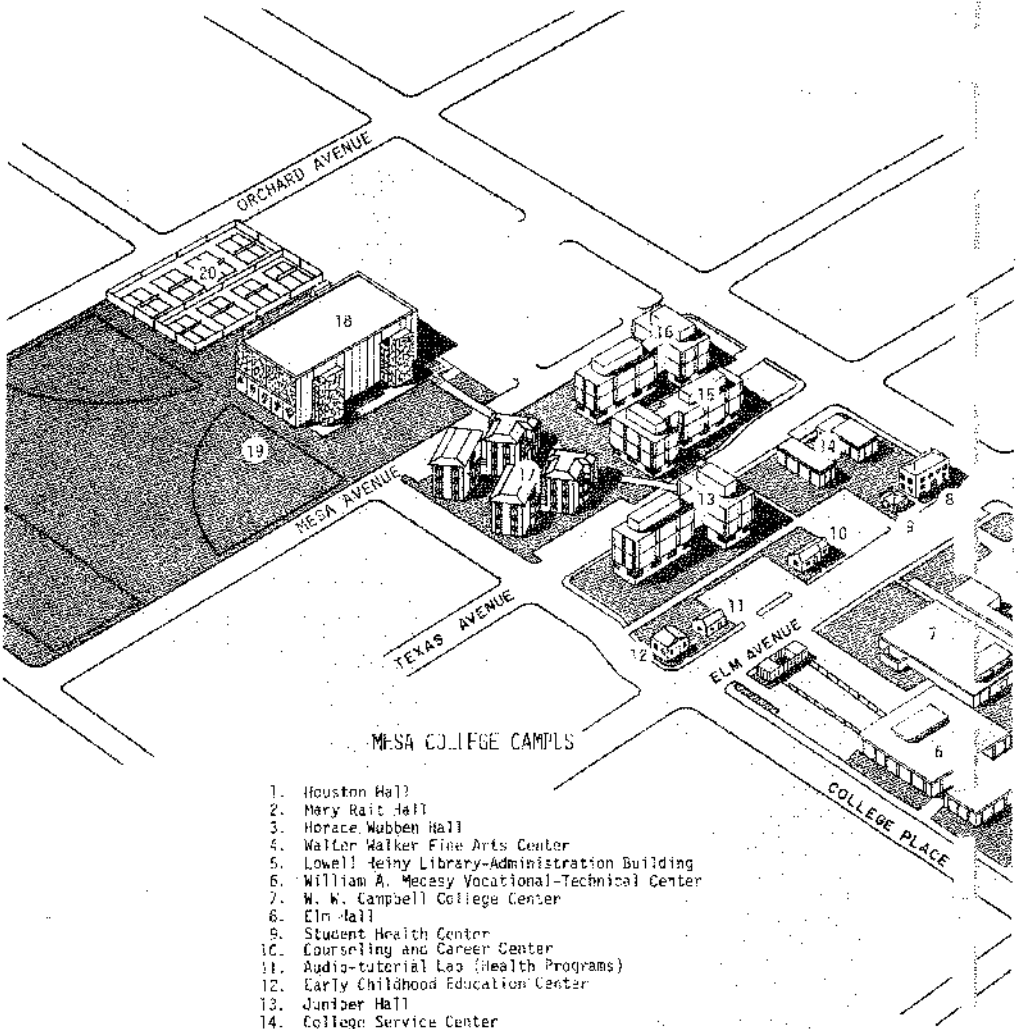 ORCHARD AVENUE
20
18
16
15
19
14
MESA AVENUE
13
8
9
10
11
TEXAS AVENUE
12
ELM AVENUE
7
6
COLLEGE PLACE
MESA COLLEGE CAMPUS
1. Houston Hall
2. Mary Rait Hall
3. Horace Wubben Hall
4. Walter Walker Fine Arts Center
5. Lowell Heiny Library-Administration Building
6. William A. Medesy Vocational-Technical Center
7. W. W. Campbell College Center
8. Elm Hall
9. Student Health Center
10. Counseling and Career Center
11. Audio-tutorial Lab (Health Programs)
12. Early Childhood Education Center
13. Juniper Hall
14. College Service Center